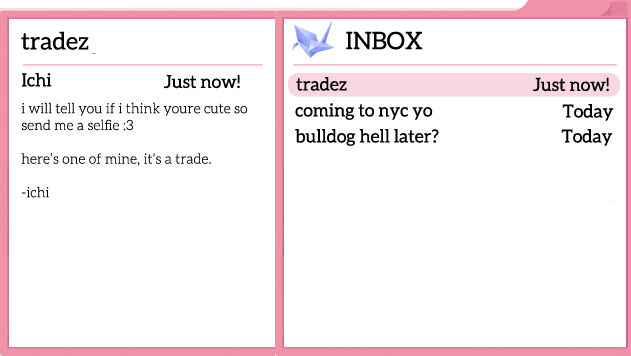 tradez
Ichi Just now!
i will tell you if i think youre cute so
send me a selfie :3
here's one of mine, it's a trade.
-ichi
INBOX
tradez Just now!
coming to nyc yo Today
bulldog hell later? Today